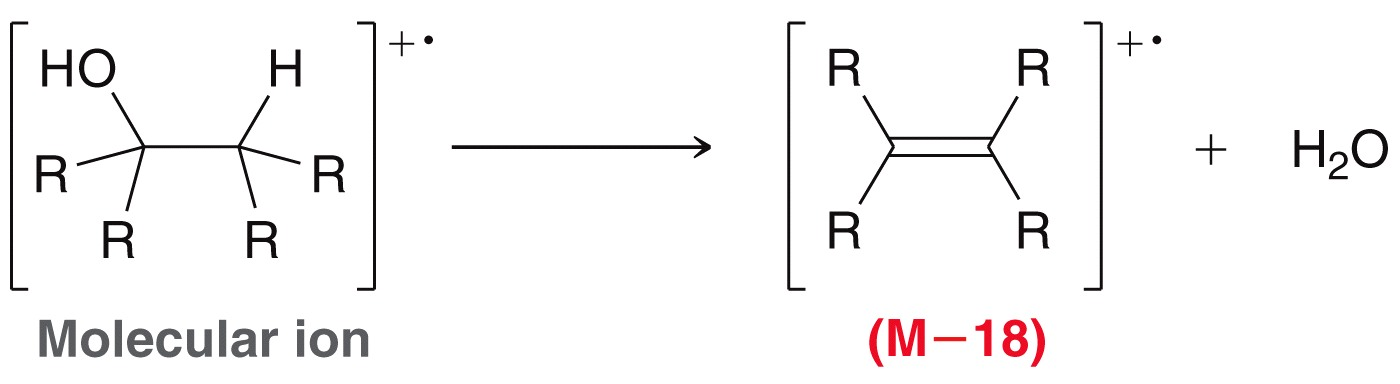 HO H +• R R +•
R R + H₂O
R R R R
Molecular ion (M–18)